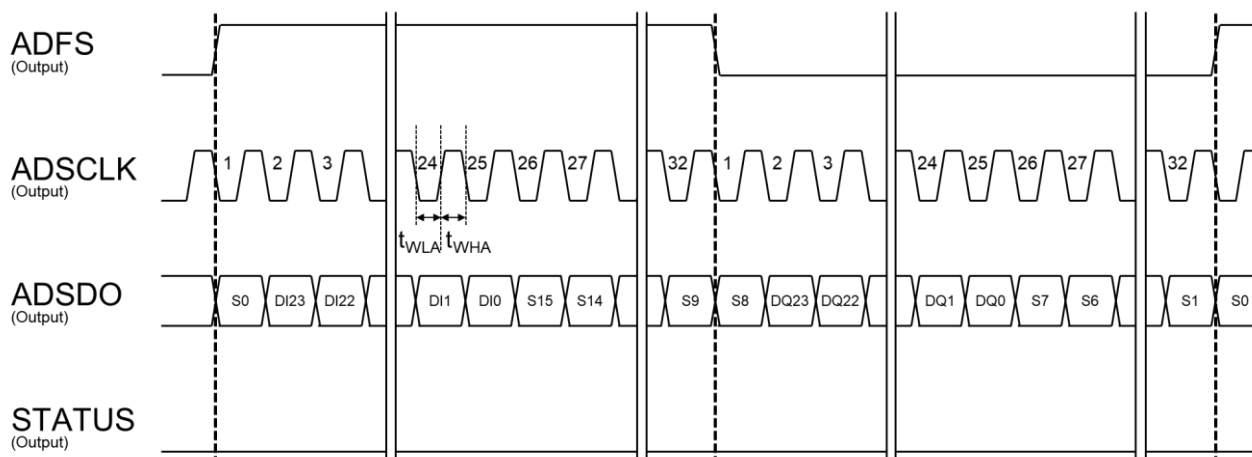 ADFS
(Output)
ADSCLK
(Output)
1 2 3 24 25 26 27 32 1 2 3 24 25 26 27 32
tWLA tWHA
ADSDO
(Output)
S0 DI23 DI22 DI1 DI0 S15 S14 S9 S8 DQ23 DQ22 DQ1 DQ0 S7 S6 S1 S0
STATUS
(Output)